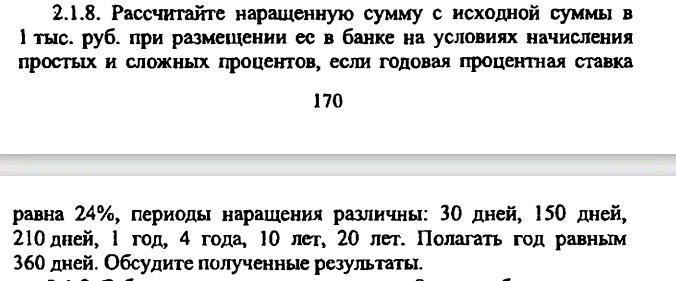 2.1.8. Рассчитайте наращенную сумму с исходной суммы в
1 тыс. руб. при размещении ес в банке на условиях начисления
простых и сложных процентов, если годовая процентная ставка
170
равна 24%, периоды наращения различны: 30 дней, 150 дней,
210 дней, 1 год, 4 года, 10 лет, 20 лет. Полагать год равным
360 дней. Обсудите полученные результаты.